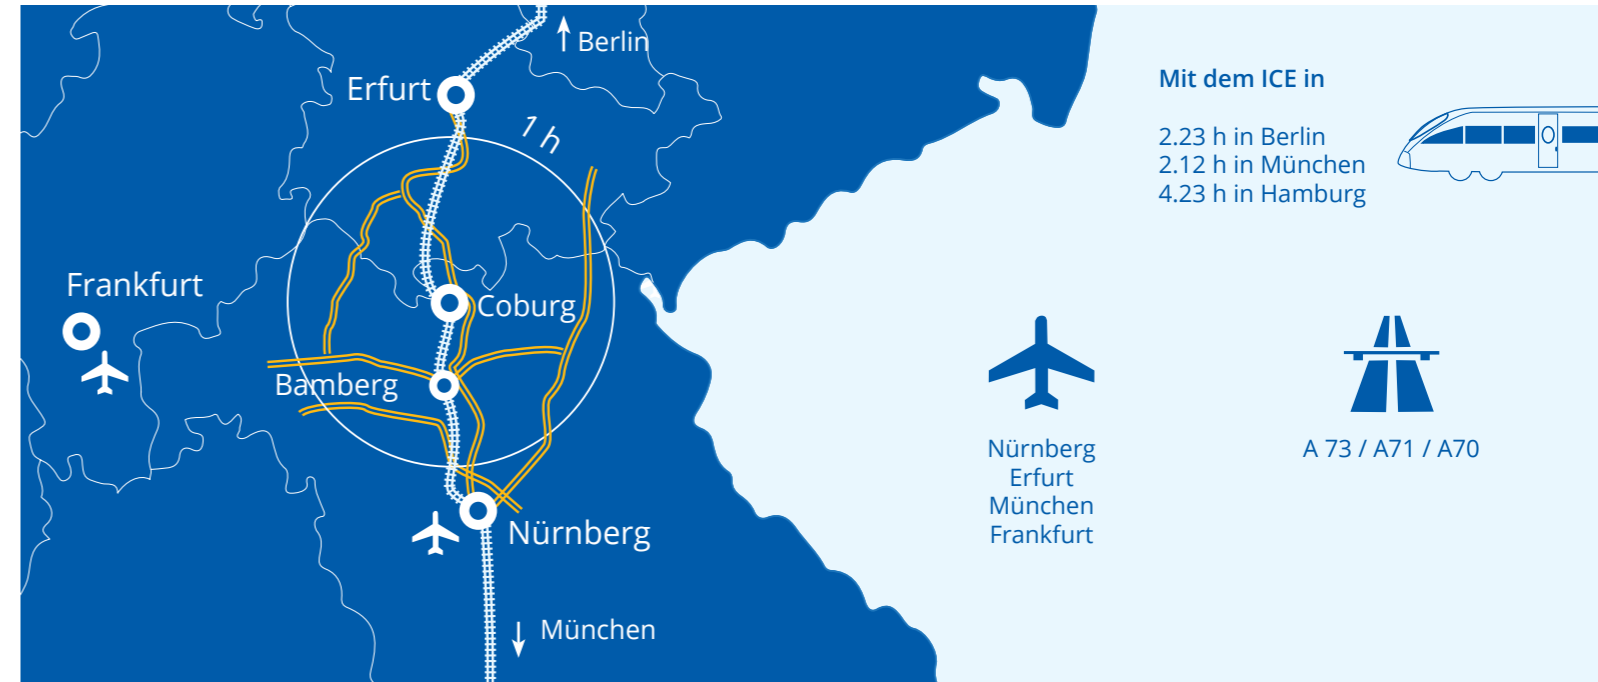 Berlin
Erfurt
1 h
Frankfurt
Coburg
Bamberg
Nürnberg
München
Mit dem ICE in
2.23 h in Berlin
2.12 h in München
4.23 h in Hamburg
Nürnberg
Erfurt
München
Frankfurt
A 73 / A71 / A70